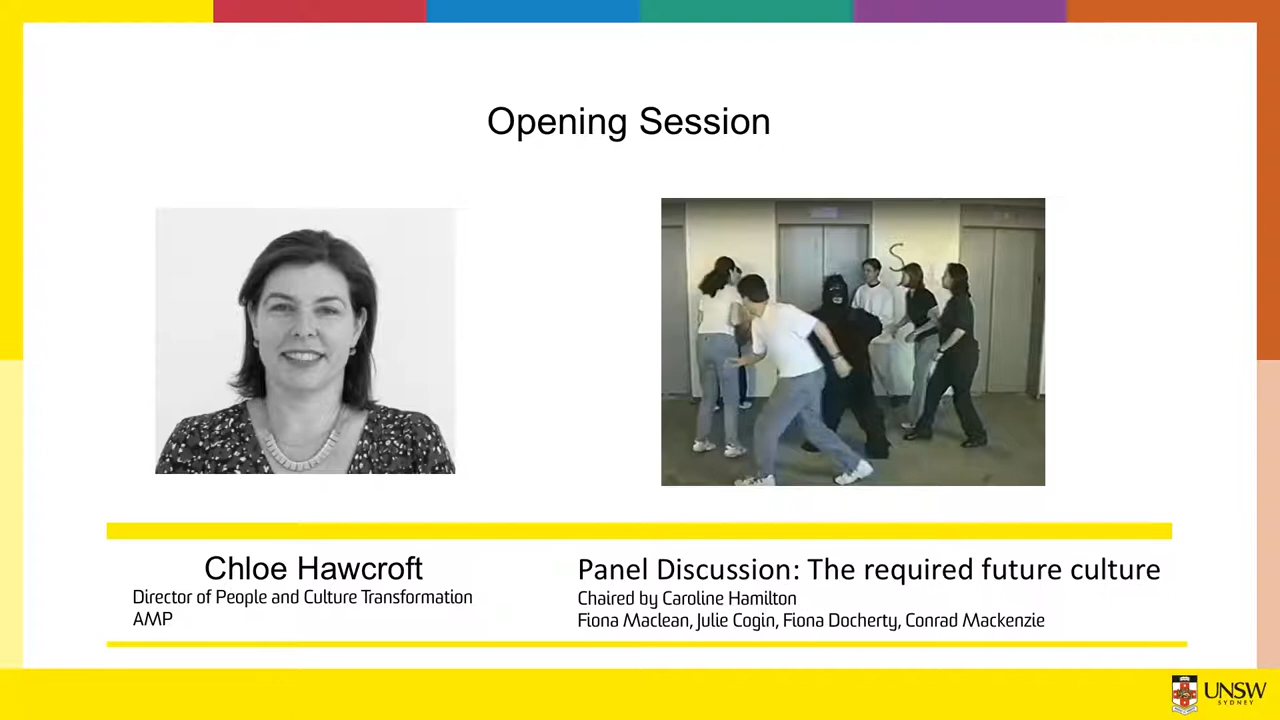 Opening Session
S
Chloe Hawcroft
Director of People and Culture Transformation
AMP
Panel Discussion: The required future culture
Chaired by Caroline Hamilton
Fiona Maclean, Julie Cogin, Fiona Docherty, Conrad Mackenzie
UNSW
SYDNEY